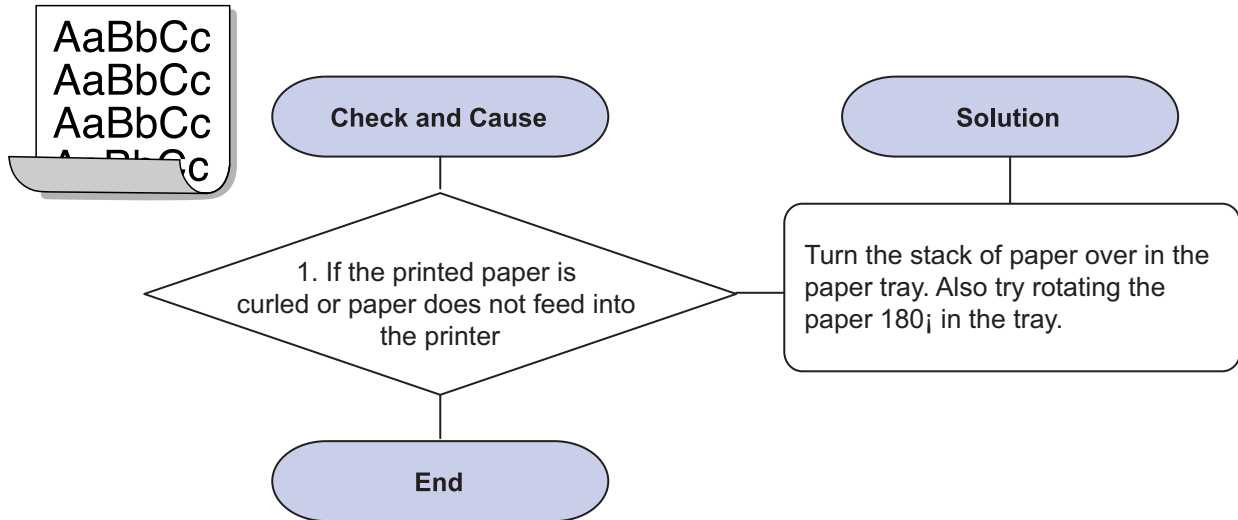 AaBbCc
AaBbCc
AaBbCc
AaBbCc
Check and Cause
Solution
1. If the printed paper is
curled or paper does not feed into
the printer
Turn the stack of paper over in the
paper tray. Also try rotating the
paper 180¡ in the tray.
End